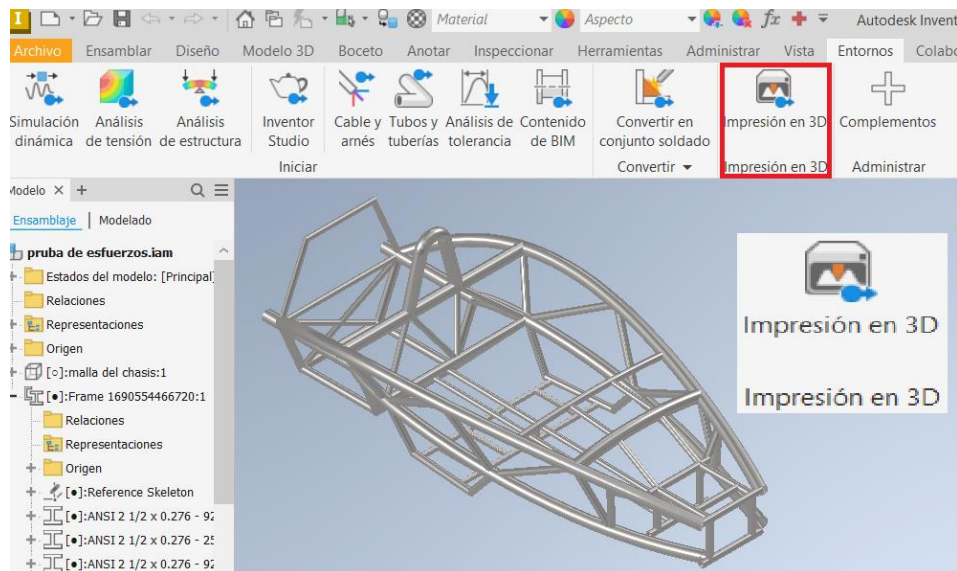 I
Material
Aspecto
fx
Autodesk Invent
Archivo Ensamblar Diseño Modelo 3D Boceto Anotar Inspeccionar Herramientas Administrar Vista Entornos Colabo
Simulación dinámica
Análisis de tensión
Análisis de estructura
Inventor Studio
Cable y arnés
Tubos y tuberías
Análisis de tolerancia
Contenido de BIM
Convertir en conjunto soldado
Impresión en 3D
Complementos
Iniciar
Convertir
Impresión en 3D
Administrar
Modelo × +
Ensamblaje | Modelado
pruba de esfuerzos.iam
Estados del modelo: [Principal]
Relaciones
Representaciones
Origen
[○]:malla del chasis:1
[●]:Frame 1690554466720:1
Relaciones
Representaciones
Origen
[●]:Reference Skeleton
[●]:ANSI 2 1/2 x 0.276 - 92
[●]:ANSI 2 1/2 x 0.276 - 25
[●]:ANSI 2 1/2 x 0.276 - 92
Impresión en 3D
Impresión en 3D